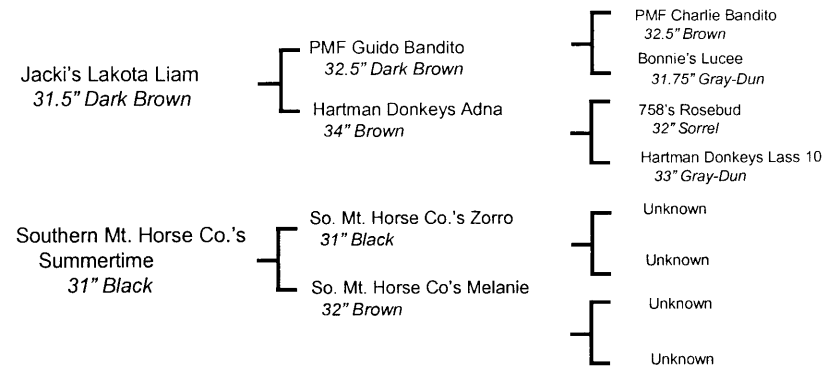 Jacki's Lakota Liam
31.5" Dark Brown
PMF Guido Bandito
32.5" Dark Brown
Hartman Donkeys Adna
34" Brown
PMF Charlie Bandito
32.5" Brown
Bonnie's Lucee
31.75" Gray-Dun
758's Rosebud
32" Sorrel
Hartman Donkeys Lass 10
33" Gray-Dun
Southern Mt. Horse Co.'s
Summertime
31" Black
So. Mt. Horse Co.'s Zorro
31" Black
So. Mt. Horse Co's Melanie
32" Brown
Unknown
Unknown
Unknown
Unknown